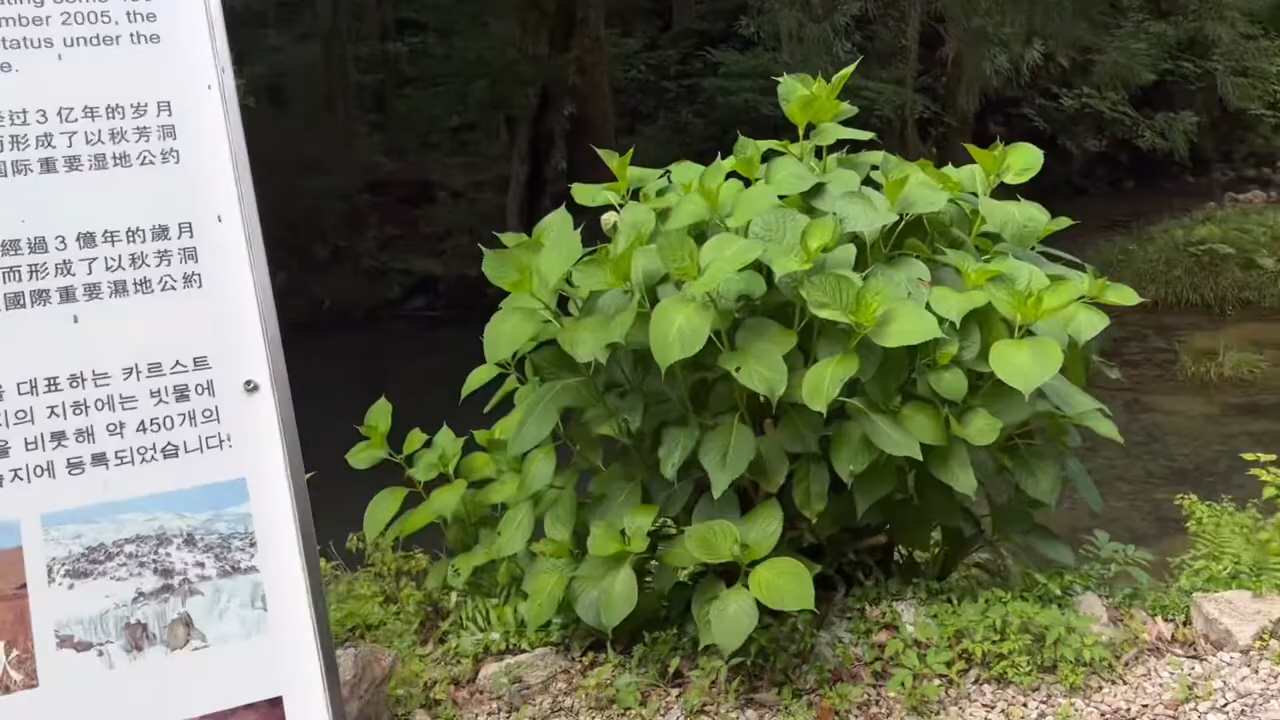 mber 2005, the
tatus under the
e.
过3亿年的岁月
而形成了以秋芳洞
國际重要湿地公约
經過3億年的歲月
而形成了以秋芳洞
國際重要濕地公約
대표하는 카르스트
의 지하에는 빗물에
을 비롯해 약 450개의
지에 등록되었습니다!